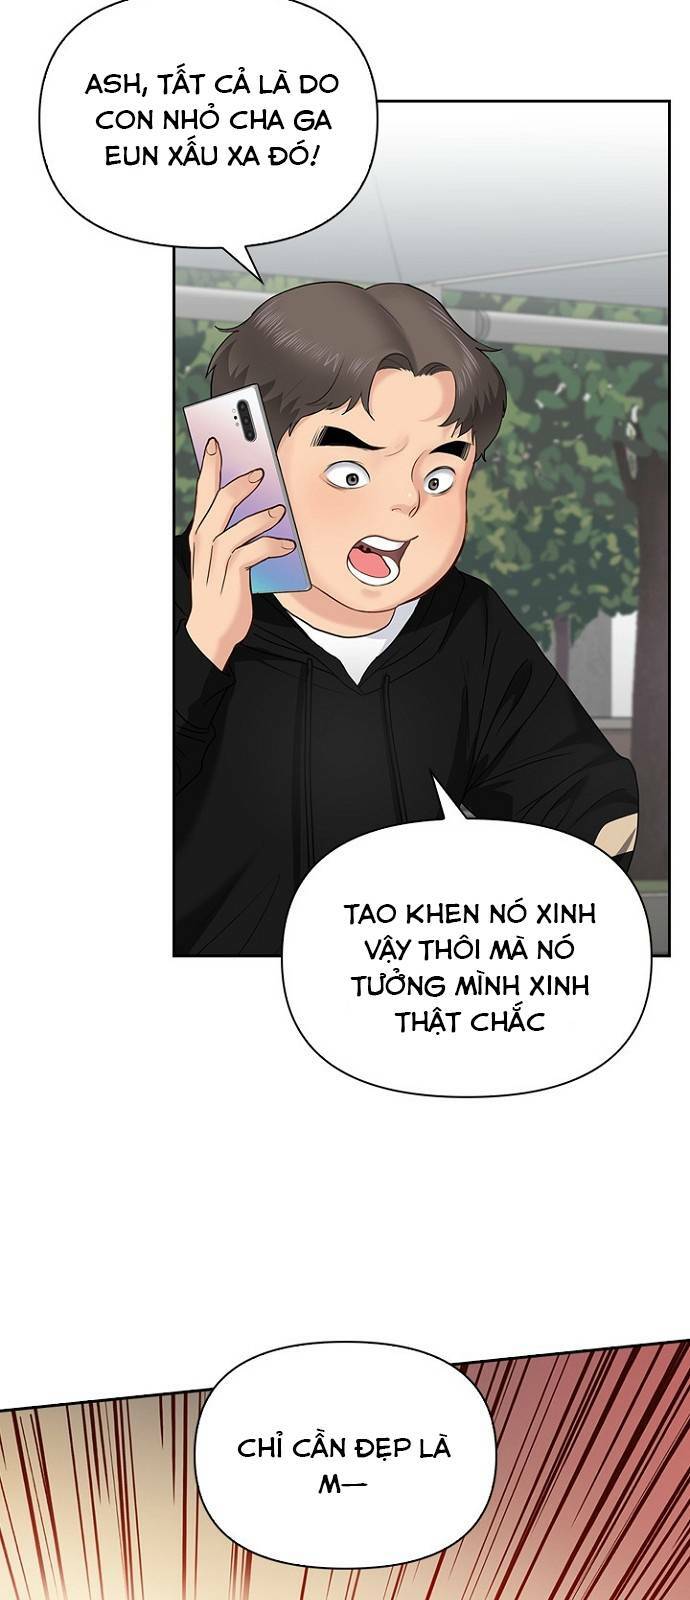 ASH, TẤT CẢ LÀ DO
CON NHỎ CHA GA
EUN XẤU XA ĐÓ!
TAO KHEN NÓ XINH
VẬY THÔI MÀ NÓ
TƯỞNG MÌNH XINH
THẬT CHẮC
CHỈ CẦN ĐẸP LÀ
M—